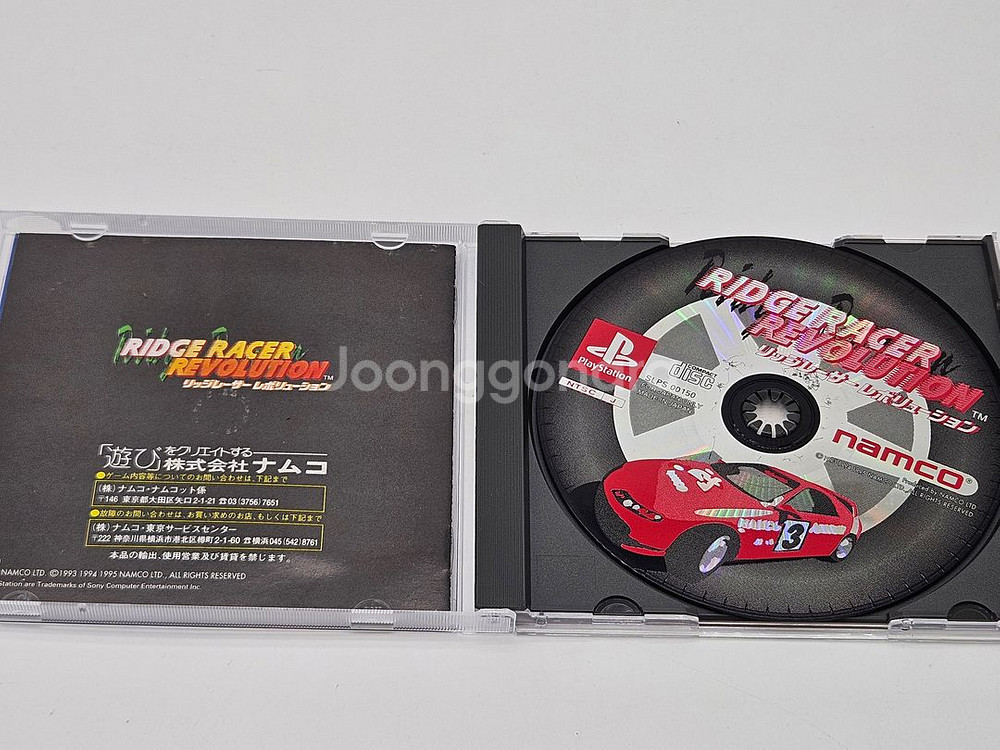 RIDGE RACER
REVOLUTION™
リッジレーサー レボリューション
「遊び」をクリエイトする
株式会社ナムコ
●ゲーム内容等についてのお問い合わせは、下記まで
(株)ナムコ・ナムコット係
〒146 東京都大田区矢口2-1-21 ☎03(3756)7651
●故障のお問い合わせは、お買い求めのお店、もしくは下記まで
(株)ナムコ・東京サービスセンター
〒222 神奈川県横浜市港北区樽町2-1-60 ☎横浜045(542)8761
本品の輸出、使用営業及び賃貸を禁じます。
NAMCO LTD. ©1993 1994 1995 NAMCO LTD., ALL RIGHTS RESERVED
Station are Trademarks of Sony Computer Entertainment Inc.
Joonggona
RIDGE RACER
REVOLUTION™
リッジレーサー レボリューション
PlayStation
NTSC J
COMPACT
disc
SLPS 00150
MADE IN JAPAN
namco®
Presented by NAMCO LTD
ALL RIGHTS RESERVED
3